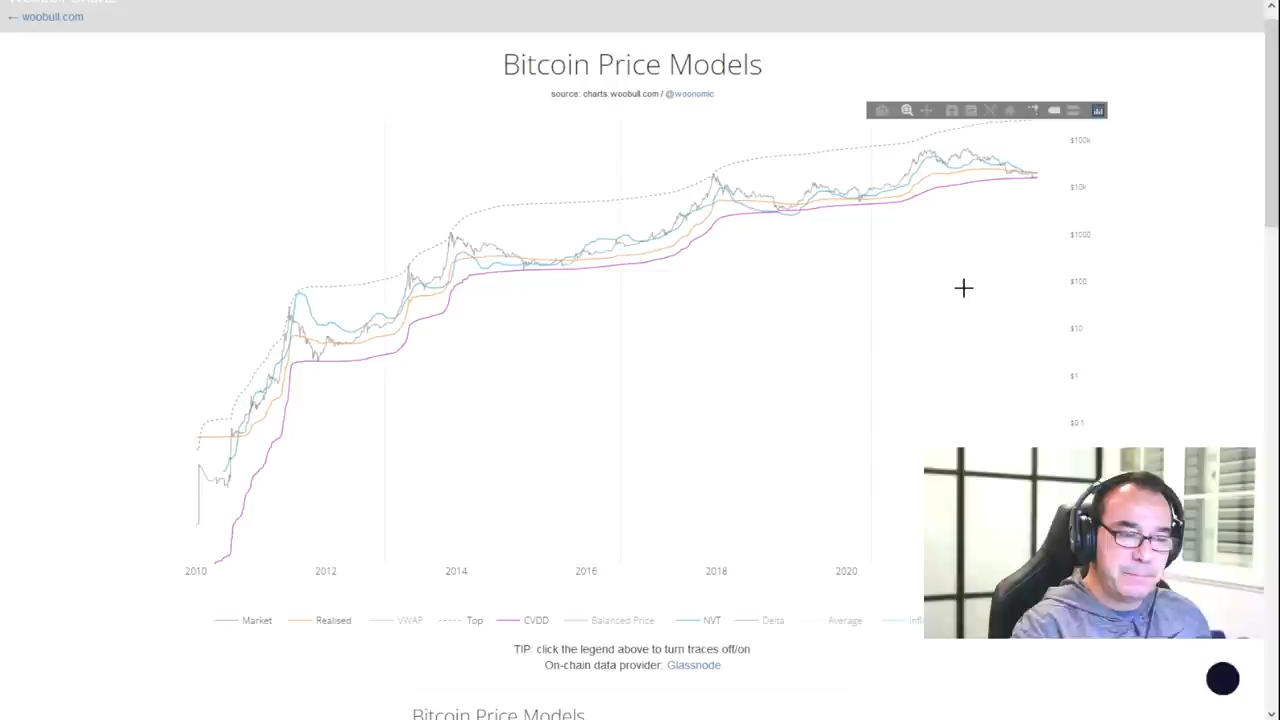 ← woobull.com
Bitcoin Price Models
source: charts.woobull.com / @woonomic
$100k
$10k
$1000
$100
$10
$1
$0.1
2010 2012 2014 2016 2018 2020
Market Realised VWAP Top CVDD Balanced Price NVT Delta Average
TIP: click the legend above to turn traces off/on
On-chain data provider: Glassnode
Bitcoin Price Models